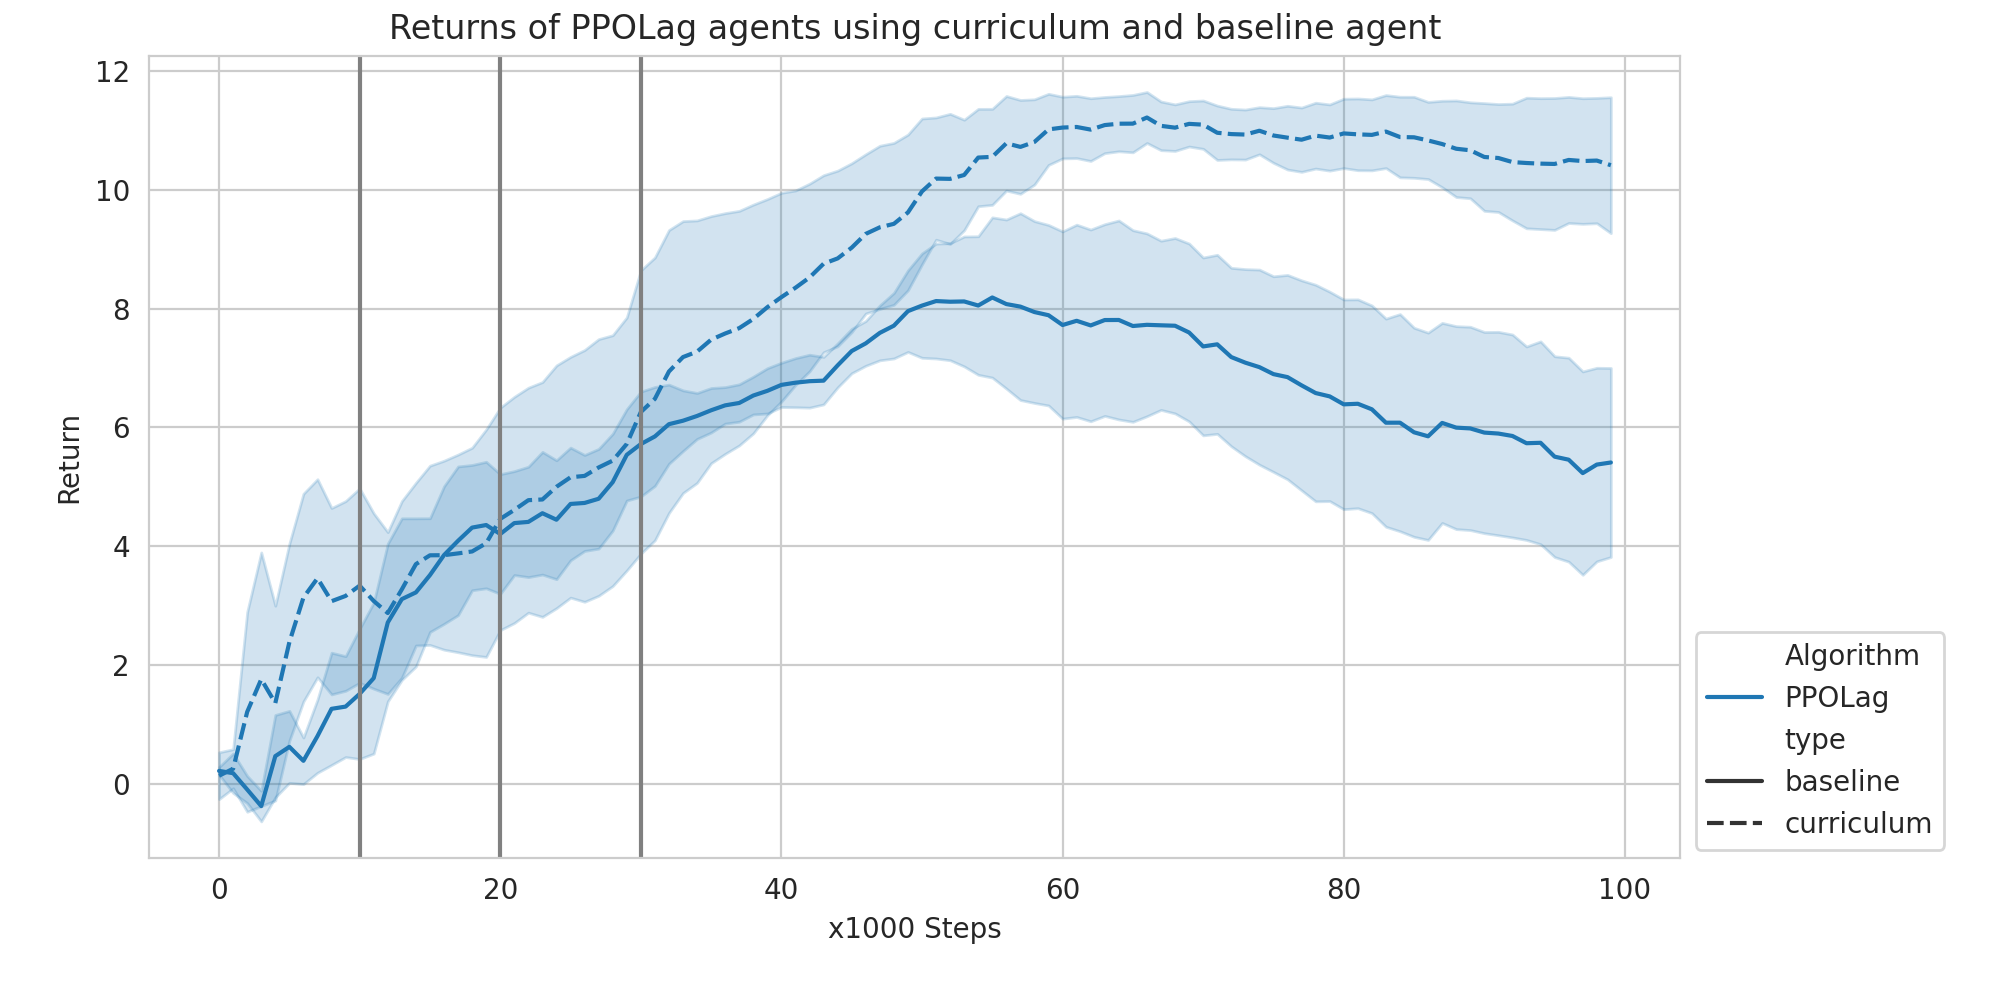 Returns of PPOLag agents using curriculum and baseline agent
12
10
8
6
4
2
0
Return
0 20 40 60 80 100
x1000 Steps
Algorithm
PPOLag
type
baseline
curriculum